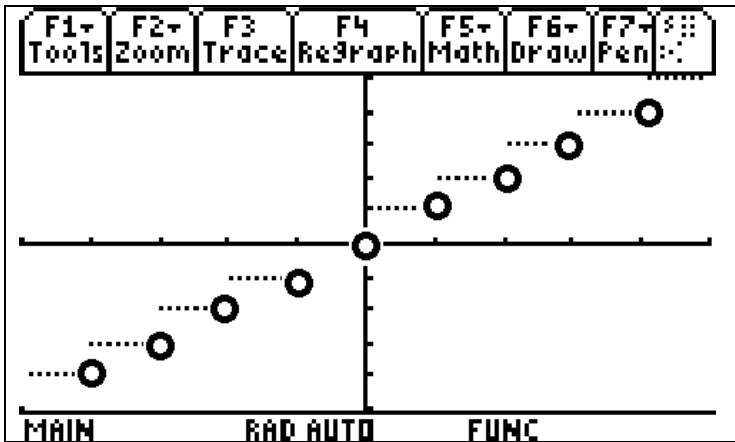 F1 F2 F3 F4 F5 F6 F7
Tools Zoom Trace ReGraph Math Draw Pen
MAIN RAD AUTO FUNC